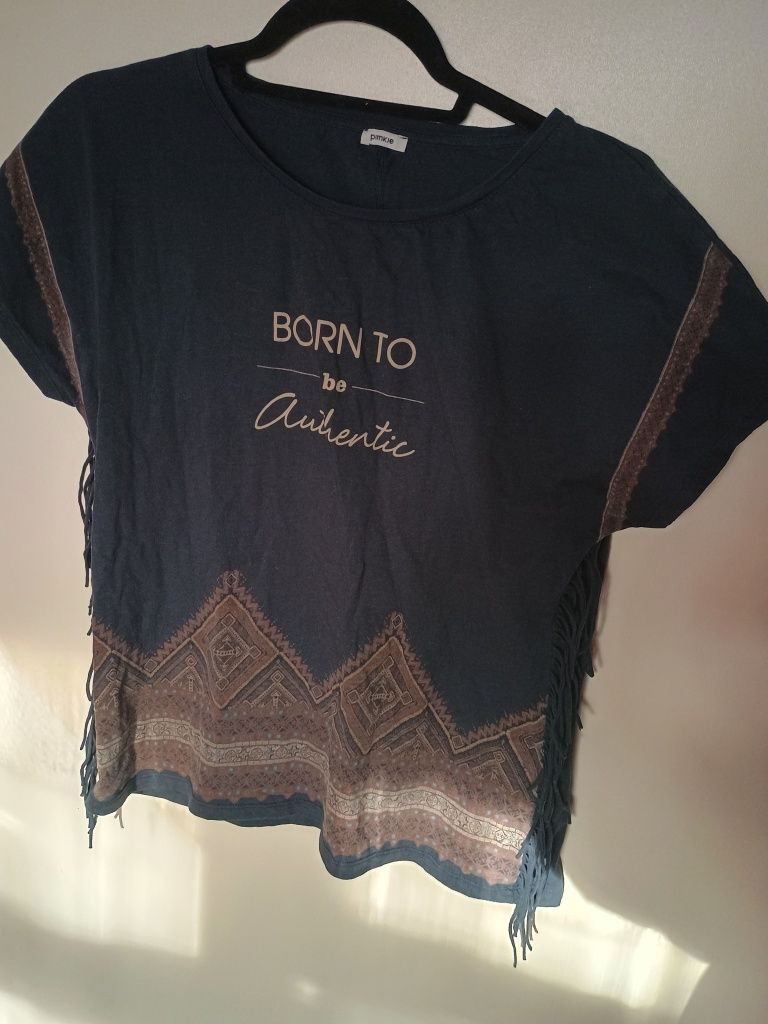 pimkie
BORN TO
be
Authentic